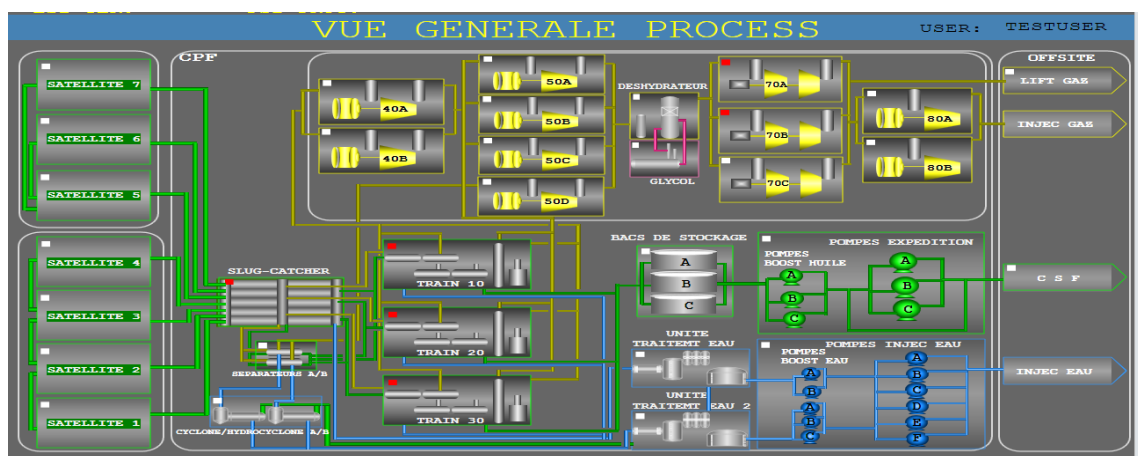 VUE GENERALE PROCESS
USER: TESTUSER
CPF
OFFSITE
SATELLITE 7
SATELLITE 6
SATELLITE 5
SATELLITE 4
SATELLITE 3
SATELLITE 2
SATELLITE 1
40A
40B
50A
50B
50C
50D
DESHYDRATEUR
GLYCOL
70A
70B
70C
80A
80B
LIFT GAZ
INJEC GAZ
SLUG-CATCHER
SEPARATEURS A/B
CYCLONE/HYDROCYCLONE A/B
TRAIN 10
TRAIN 20
TRAIN 30
BACS DE STOCKAGE
A
B
C
POMPES EXPEDITION
POMPES
BOOST HUILE
A
B
C
A
B
C
C S F
UNITE
TRAITEMT EAU
UNITE
TRAITEMT EAU 2
POMPES INJEC EAU
POMPES
BOOST EAU
A
B
A
B
C
A
B
C
D
E
F
INJEC EAU